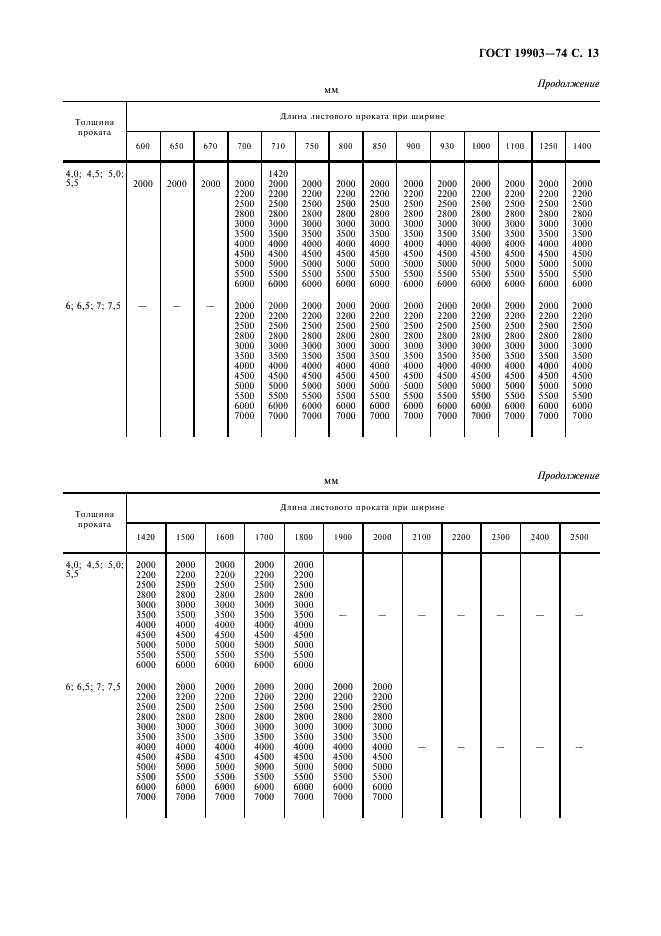 ГОСТ 19903—74 С. 13
Продолжение
мм
Толщина проката
Длина листового проката при ширине
600 650 670 700 710 750 800 850 900 930 1000 1100 1250 1400
4,0; 4,5; 5,0; 1420
5,5 2000 2000 2000 2000 2000 2000 2000 2000 2000 2000 2000 2000 2000 2000
2200 2200 2200 2200 2200 2200 2200 2200 2200 2200 2200
2500 2500 2500 2500 2500 2500 2500 2500 2500 2500 2500
2800 2800 2800 2800 2800 2800 2800 2800 2800 2800 2800
3000 3000 3000 3000 3000 3000 3000 3000 3000 3000 3000
3500 3500 3500 3500 3500 3500 3500 3500 3500 3500 3500
4000 4000 4000 4000 4000 4000 4000 4000 4000 4000 4000
4500 4500 4500 4500 4500 4500 4500 4500 4500 4500 4500
5000 5000 5000 5000 5000 5000 5000 5000 5000 5000 5000
5500 5500 5500 5500 5500 5500 5500 5500 5500 5500 5500
6000 6000 6000 6000 6000 6000 6000 6000 6000 6000 6000
6; 6,5; 7; 7,5 — — — 2000 2000 2000 2000 2000 2000 2000 2000 2000 2000 2000
2200 2200 2200 2200 2200 2200 2200 2200 2200 2200 2200
2500 2500 2500 2500 2500 2500 2500 2500 2500 2500 2500
2800 2800 2800 2800 2800 2800 2800 2800 2800 2800 2800
3000 3000 3000 3000 3000 3000 3000 3000 3000 3000 3000
3500 3500 3500 3500 3500 3500 3500 3500 3500 3500 3500
4000 4000 4000 4000 4000 4000 4000 4000 4000 4000 4000
4500 4500 4500 4500 4500 4500 4500 4500 4500 4500 4500
5000 5000 5000 5000 5000 5000 5000 5000 5000 5000 5000
5500 5500 5500 5500 5500 5500 5500 5500 5500 5500 5500
6000 6000 6000 6000 6000 6000 6000 6000 6000 6000 6000
7000 7000 7000 7000 7000 7000 7000 7000 7000 7000 7000
Продолжение
мм
Толщина проката
Длина листового проката при ширине
1420 1500 1600 1700 1800 1900 2000 2100 2200 2300 2400 2500
4,0; 4,5; 5,0; 2000 2000 2000 2000 2000
5,5 2200 2200 2200 2200 2200
2500 2500 2500 2500 2500
2800 2800 2800 2800 2800
3000 3000 3000 3000 3000
3500 3500 3500 3500 3500 — — — — — — —
4000 4000 4000 4000 4000
4500 4500 4500 4500 4500
5000 5000 5000 5000 5000
5500 5500 5500 5500 5500
6000 6000 6000 6000 6000
6; 6,5; 7; 7,5 2000 2000 2000 2000 2000 2000 2000
2200 2200 2200 2200 2200 2200 2200
2500 2500 2500 2500 2500 2500 2500
2800 2800 2800 2800 2800 2800 2800
3000 3000 3000 3000 3000 3000 3000
3500 3500 3500 3500 3500 3500 3500
4000 4000 4000 4000 4000 4000 4000 — — — — —
4500 4500 4500 4500 4500 4500 4500
5000 5000 5000 5000 5000 5000 5000
5500 5500 5500 5500 5500 5500 5500
6000 6000 6000 6000 6000 6000 6000
7000 7000 7000 7000 7000 7000 7000